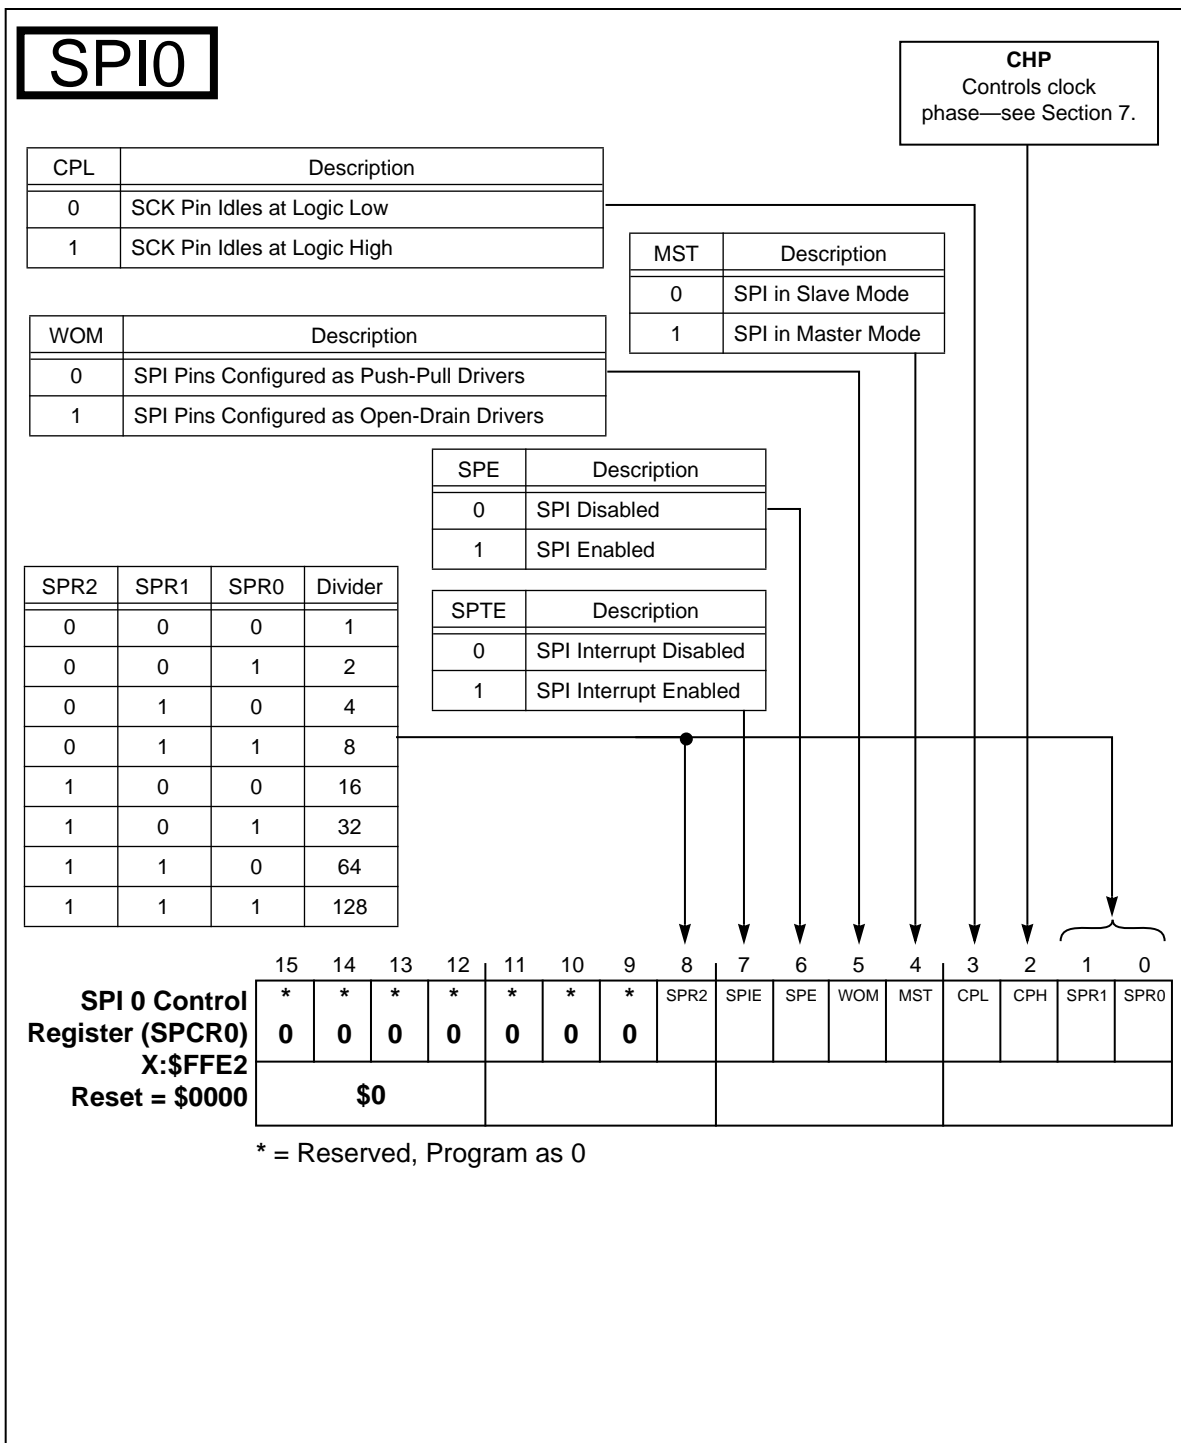 SPI0
CHP
Controls clock
phase—see Section 7.
CPL Description
0 SCK Pin Idles at Logic Low
1 SCK Pin Idles at Logic High
MST Description
0 SPI in Slave Mode
1 SPI in Master Mode
WOM Description
0 SPI Pins Configured as Push-Pull Drivers
1 SPI Pins Configured as Open-Drain Drivers
SPE Description
0 SPI Disabled
1 SPI Enabled
SPR2 SPR1 SPR0 Divider
0 0 0 1
0 0 1 2
0 1 0 4
0 1 1 8
1 0 0 16
1 0 1 32
1 1 0 64
1 1 1 128
SPTE Description
0 SPI Interrupt Disabled
1 SPI Interrupt Enabled
15 14 13 12 11 10 9 8 7 6 5 4 3 2 1 0
SPI 0 Control
Register (SPCR0)
X:$FFE2
Reset = $0000
* * * * * * * SPR2 SPIE SPE WOM MST CPL CPH SPR1 SPR0
0 0 0 0 0 0 0
$0
* = Reserved, Program as 0